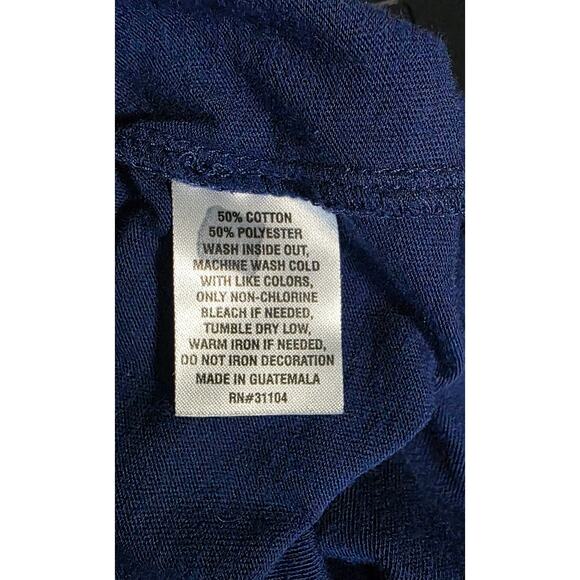 50% COTTON
50% POLYESTER
WASH INSIDE OUT,
MACHINE WASH COLD
WITH LIKE COLORS,
ONLY NON-CHLORINE
BLEACH IF NEEDED,
TUMBLE DRY LOW,
WARM IRON IF NEEDED,
DO NOT IRON DECORATION
MADE IN GUATEMALA
RN#31104